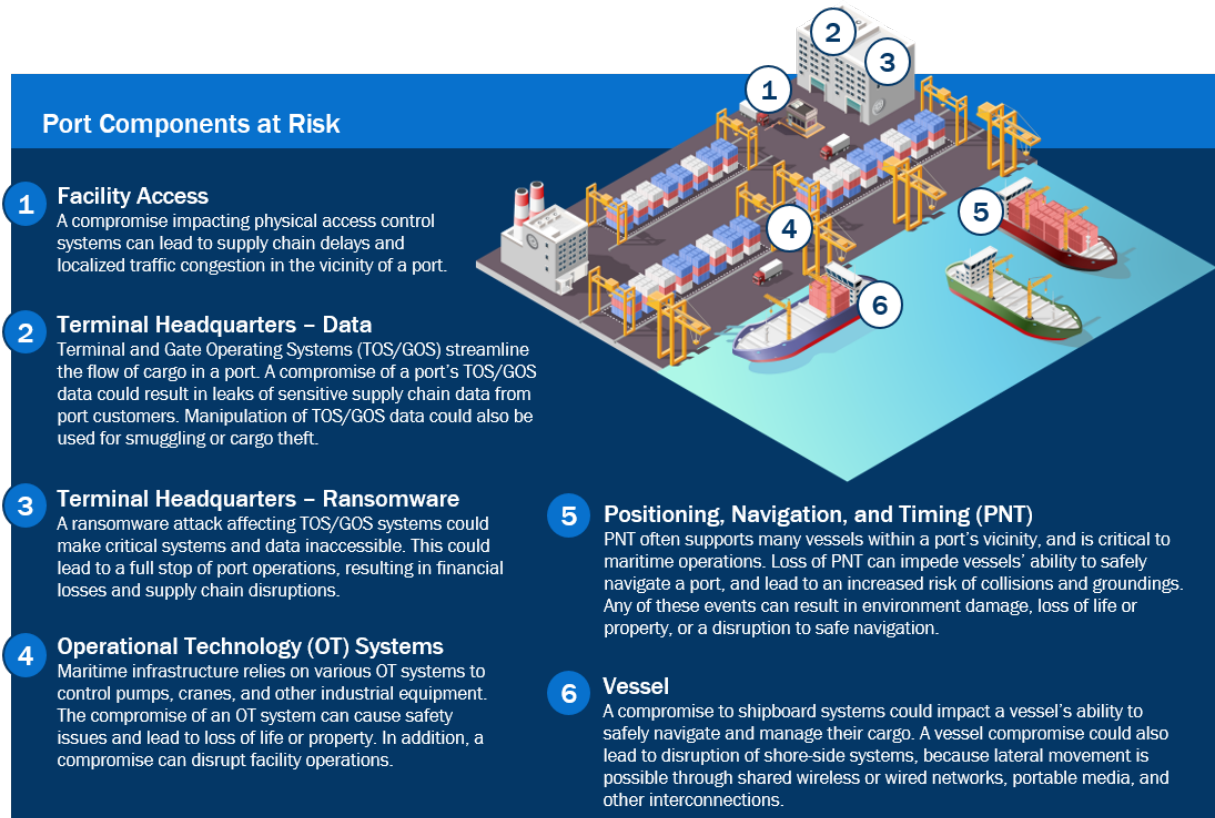 2
3
1
Port Components at Risk
1
Facility Access
A compromise impacting physical access control
systems can lead to supply chain delays and
localized traffic congestion in the vicinity of a port.
5
4
6
2
Terminal Headquarters – Data
Terminal and Gate Operating Systems (TOS/GOS) streamline
the flow of cargo in a port. A compromise of a port's TOS/GOS
data could result in leaks of sensitive supply chain data from
port customers. Manipulation of TOS/GOS data could also be
used for smuggling or cargo theft.
3
Terminal Headquarters – Ransomware
A ransomware attack affecting TOS/GOS systems could
make critical systems and data inaccessible. This could
lead to a full stop of port operations, resulting in financial
losses and supply chain disruptions.
4
Operational Technology (OT) Systems
Maritime infrastructure relies on various OT systems to
control pumps, cranes, and other industrial equipment.
The compromise of an OT system can cause safety
issues and lead to loss of life or property. In addition, a
compromise can disrupt facility operations.
5
Positioning, Navigation, and Timing (PNT)
PNT often supports many vessels within a port's vicinity, and is critical to
maritime operations. Loss of PNT can impede vessels' ability to safely
navigate a port, and lead to an increased risk of collisions and groundings.
Any of these events can result in environment damage, loss of life or
property, or a disruption to safe navigation.
6
Vessel
A compromise to shipboard systems could impact a vessel's ability to
safely navigate and manage their cargo. A vessel compromise could also
lead to disruption of shore-side systems, because lateral movement is
possible through shared wireless or wired networks, portable media, and
other interconnections.